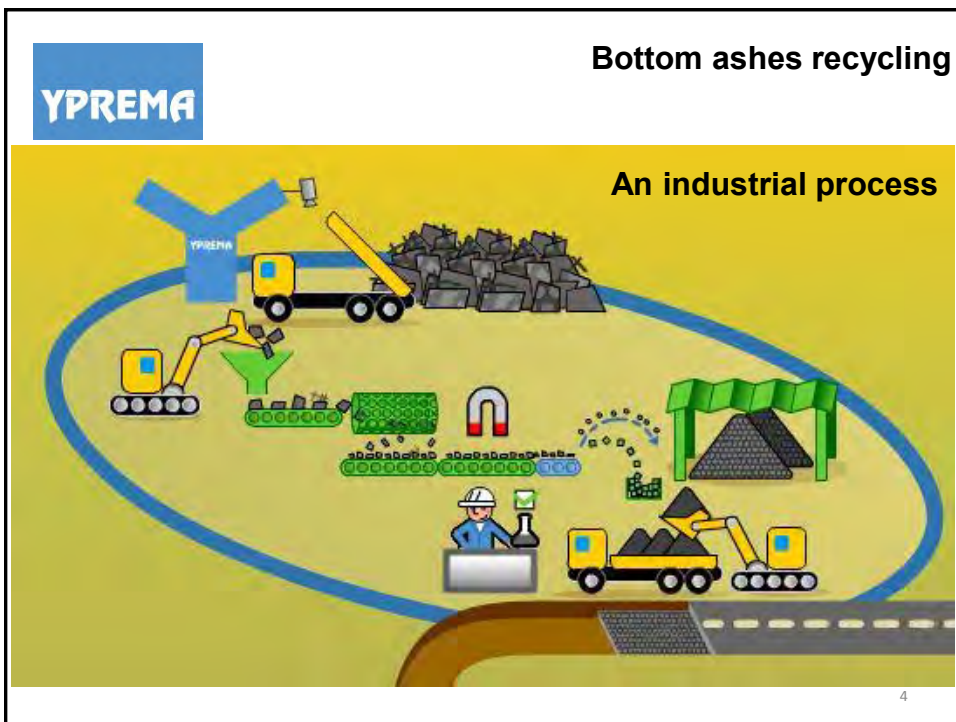 Bottom ashes recycling
YPREMA
An industrial process
YPREMA
4